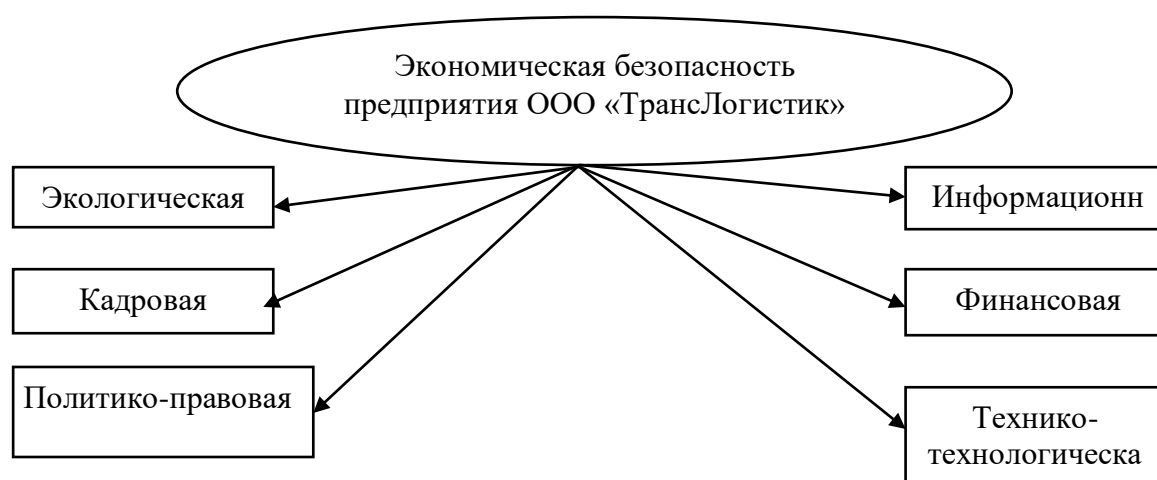 Экономическая безопасность
предприятия ООО «ТрансЛогистик»
Экологическая
Информационн
Кадровая
Финансовая
Политико-правовая
Технико-
технологическа